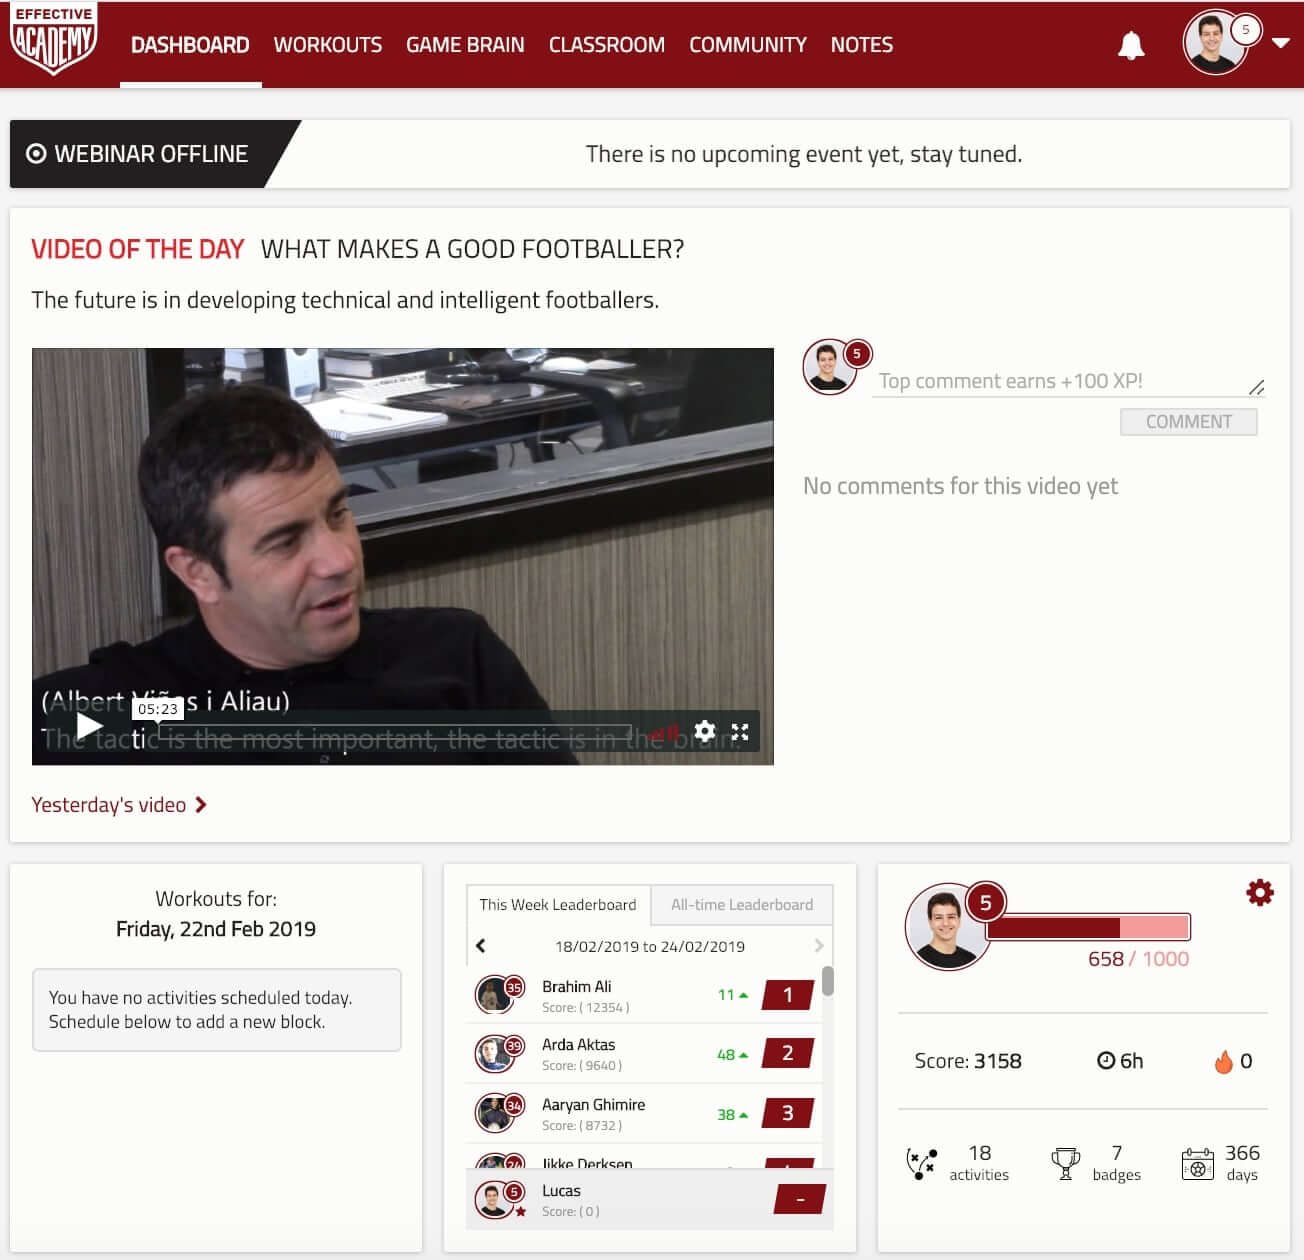 EFFECTIVE
ACADEMY
DASHBOARD WORKOUTS GAME BRAIN CLASSROOM COMMUNITY NOTES
5
WEBINAR OFFLINE
There is no upcoming event yet, stay tuned.
VIDEO OF THE DAY WHAT MAKES A GOOD FOOTBALLER?
The future is in developing technical and intelligent footballers.
5
Top comment earns +100 XP!
COMMENT
No comments for this video yet
(Albert Viñas i Aliau)
05:23
The tactic is the most important, the tactic is in the brain.
Yesterday's video
Workouts for:
Friday, 22nd Feb 2019
You have no activities scheduled today.
Schedule below to add a new block.
This Week Leaderboard All-time Leaderboard
18/02/2019 to 24/02/2019
35 Brahim Ali 11 1
Score: ( 12354 )
39 Arda Aktas 48 2
Score: ( 9640 )
34 Aaryan Ghimire 38 3
Score: ( 8732 )
Derksen
5 Lucas -
Score: ( 0 )
5
658 / 1000
Score: 3158 6h 0
18 7 366
activities badges days